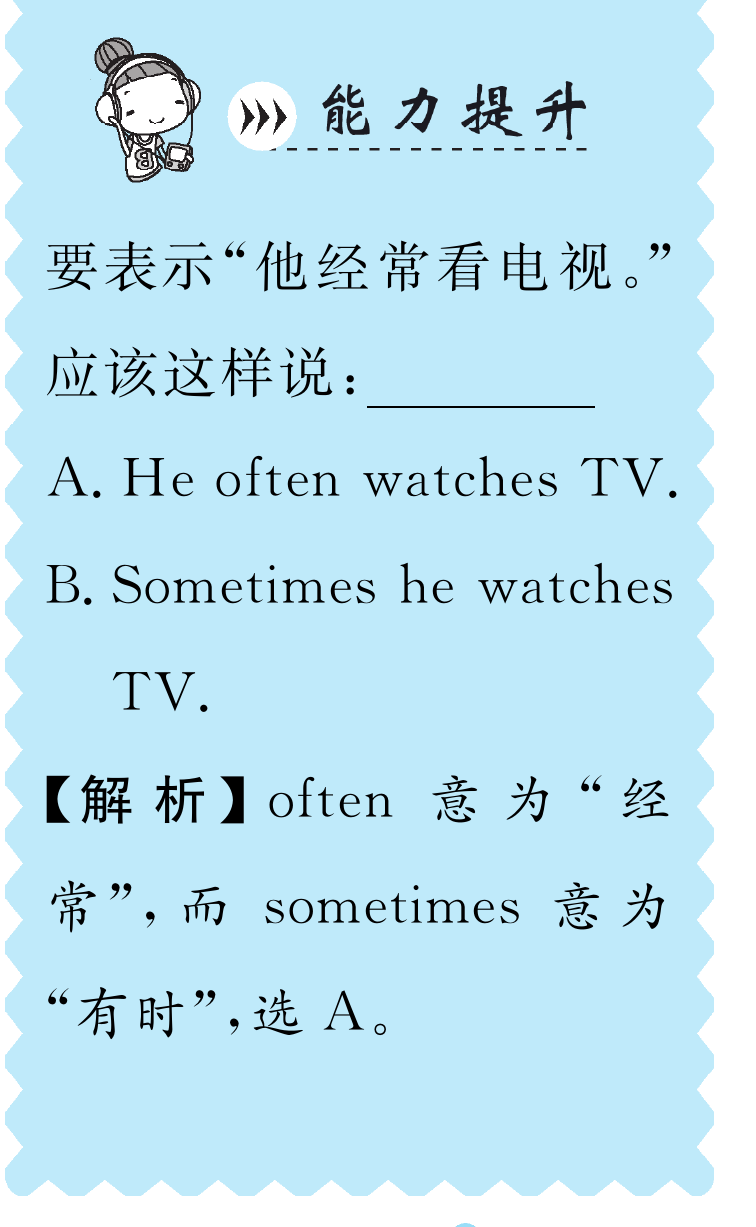 能力提升
要表示“他经常看电视。”
应该这样说：________
A. He often watches TV.
B. Sometimes he watches
TV.
【解析】often 意为“经
常”，而 sometimes 意为
“有时”，选 A。